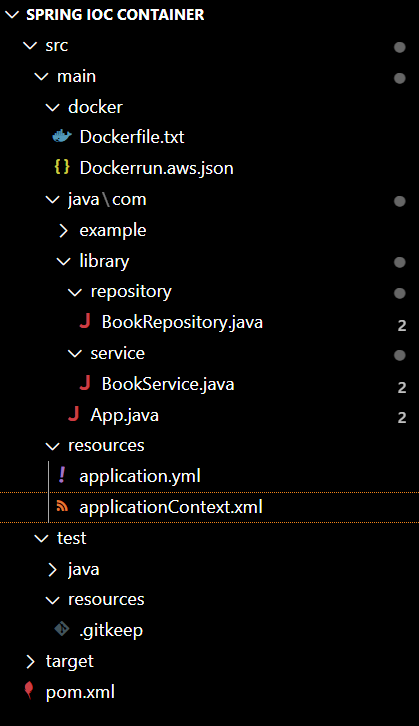 SPRING IOC CONTAINER
src
main
docker
Dockerfile.txt
{ } Dockerrun.aws.json
java\com
example
library
repository
J BookRepository.java 2
service
J BookService.java 2
J App.java 2
resources
! application.yml
applicationContext.xml
test
java
resources
.gitkeep
target
pom.xml